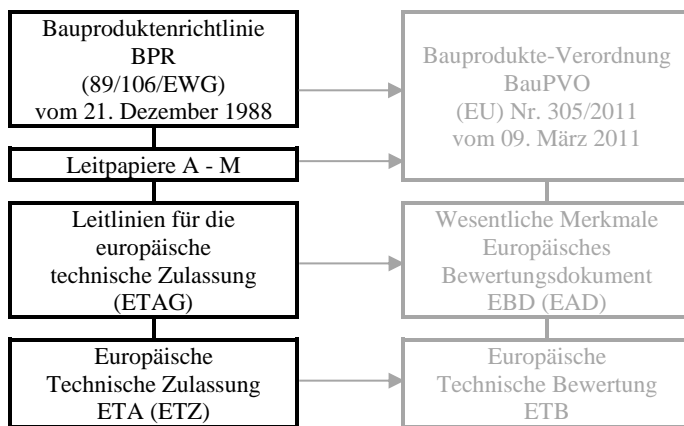 Bauproduktenrichtlinie
BPR
(89/106/EWG)
vom 21. Dezember 1988
Leitpapiere A - M
Leitlinien für die
europäische
technische Zulassung
(ETAG)
Europäische
Technische Zulassung
ETA (ETZ)
Bauprodukte-Verordnung
BauPVO
(EU) Nr. 305/2011
vom 09. März 2011
Wesentliche Merkmale
Europäisches
Bewertungsdokument
EBD (EAD)
Europäische
Technische Bewertung
ETB